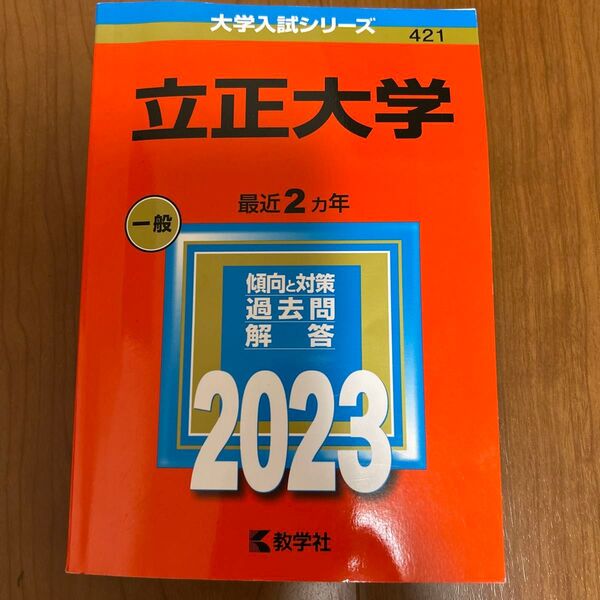 大学入試シリーズ
421
立正大学
最近2ヵ年
一般
傾向と対策
過去問
解答
2023
教学社